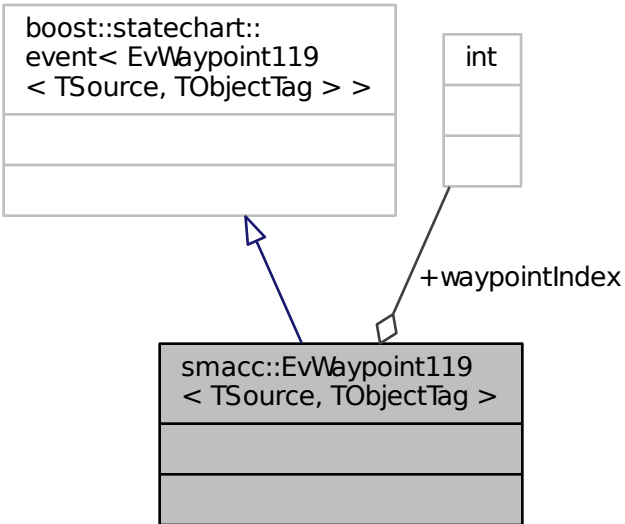 boost::statechart::
event< EvWaypoint119
< TSource, TObjectTag > >
int
+waypointIndex
smacc::EvWaypoint119
< TSource, TObjectTag >